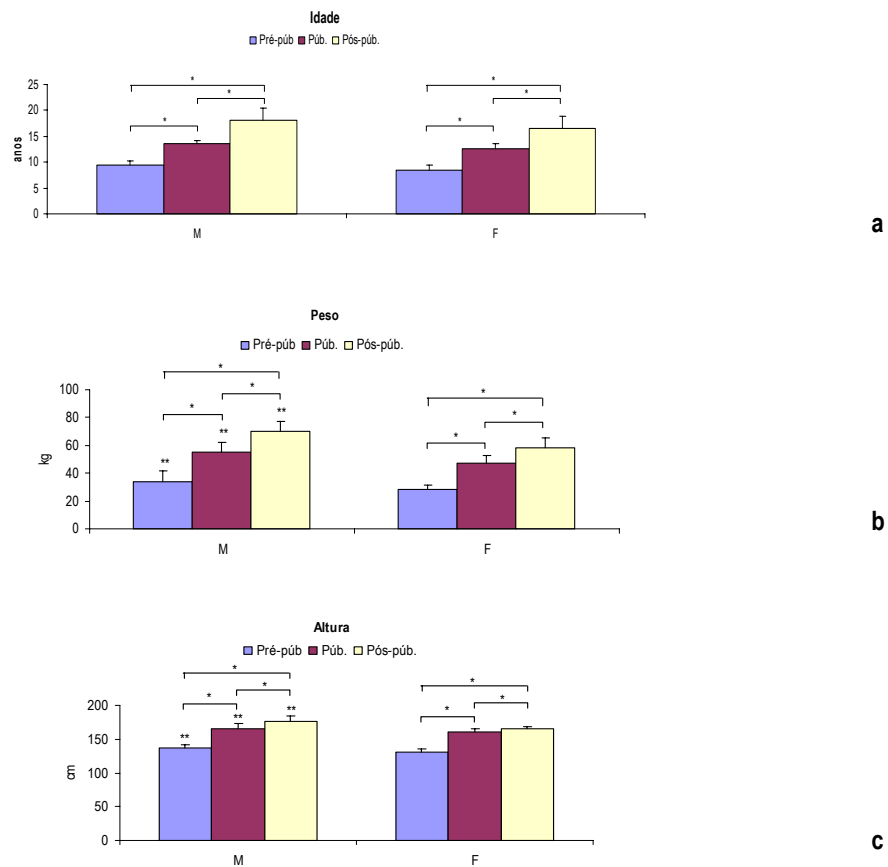 Idade
Pré-púb Púb. Pós-púb.
*
* *
* *
*
25
20
15
10
5
0
anos
M F
a
Peso
Pré-púb Púb. Pós-púb.
*
*
*
*
*
*
** ** **
100
80
60
40
20
0
kg
M F
b
Altura
Pré-púb Púb. Pós-púb.
*
*
*
*
*
*
** ** **
200
150
100
50
0
cm
M F
c